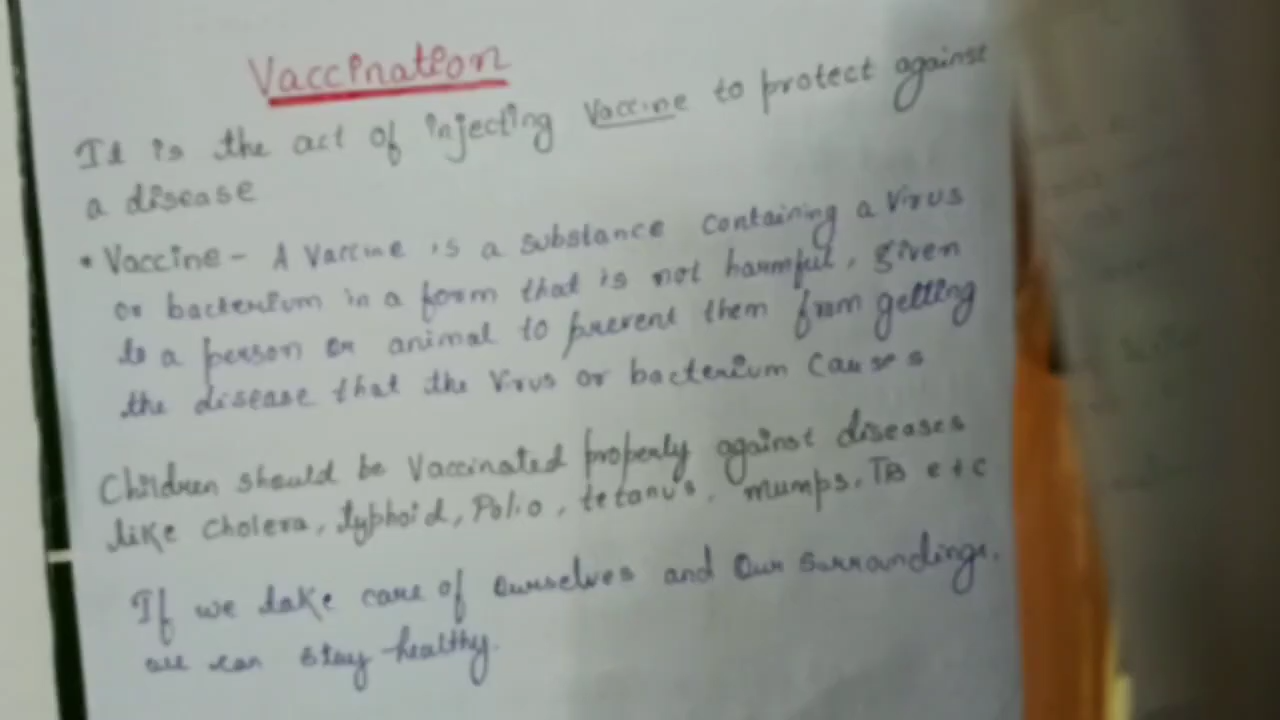 Vaccination
It is the act of injecting Vaccine to protect against
a disease
• Vaccine - A Vaccine is a substance containing a Virus
or bacterium in a form that is not harmful, given
to a person or animal to prevent them from getting
the disease that the Virus or bacterium causes
Children should be Vaccinated properly against diseases
like Cholera, typhoid, Polio, tetanus, mumps, TB etc
If we take care of ourselves and our surrandings.
we can stay healthy.